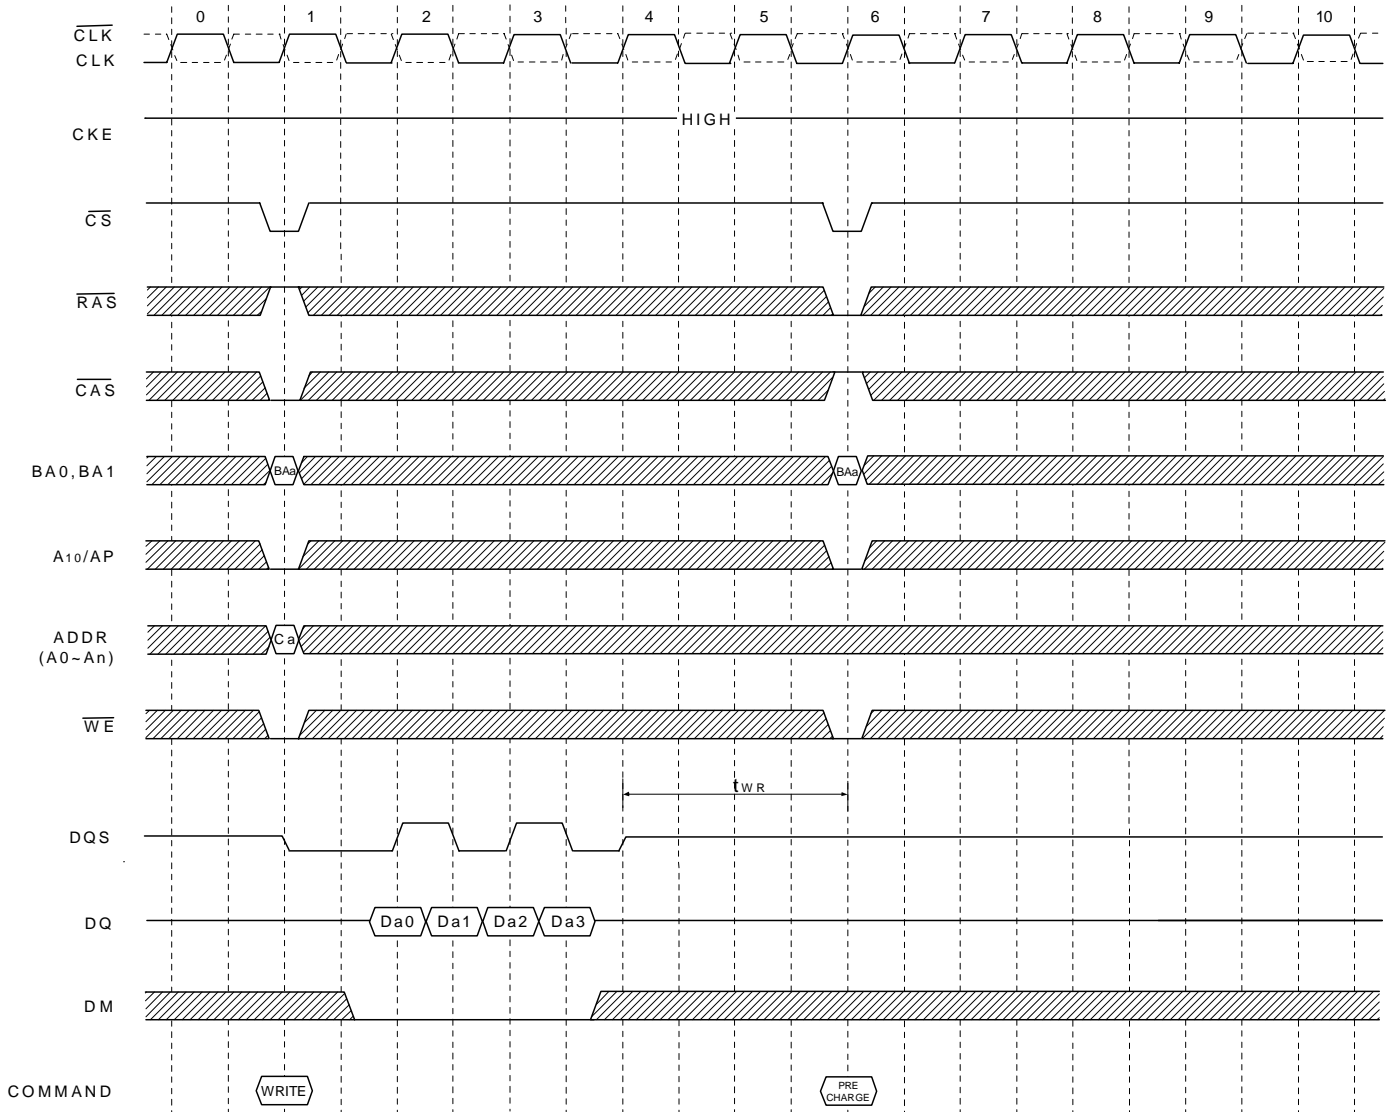 0 1 2 3 4 5 6 7 8 9 10
CLK
CLK
HIGH
CKE
CS
RAS
CAS
BA0,BA1 BAa BAa
A10/AP
ADDR Ca
(A0~An)
WE
tWR
DQS
DQ Da0 Da1 Da2 Da3
DM
COMMAND WRITE PRE
CHARGE